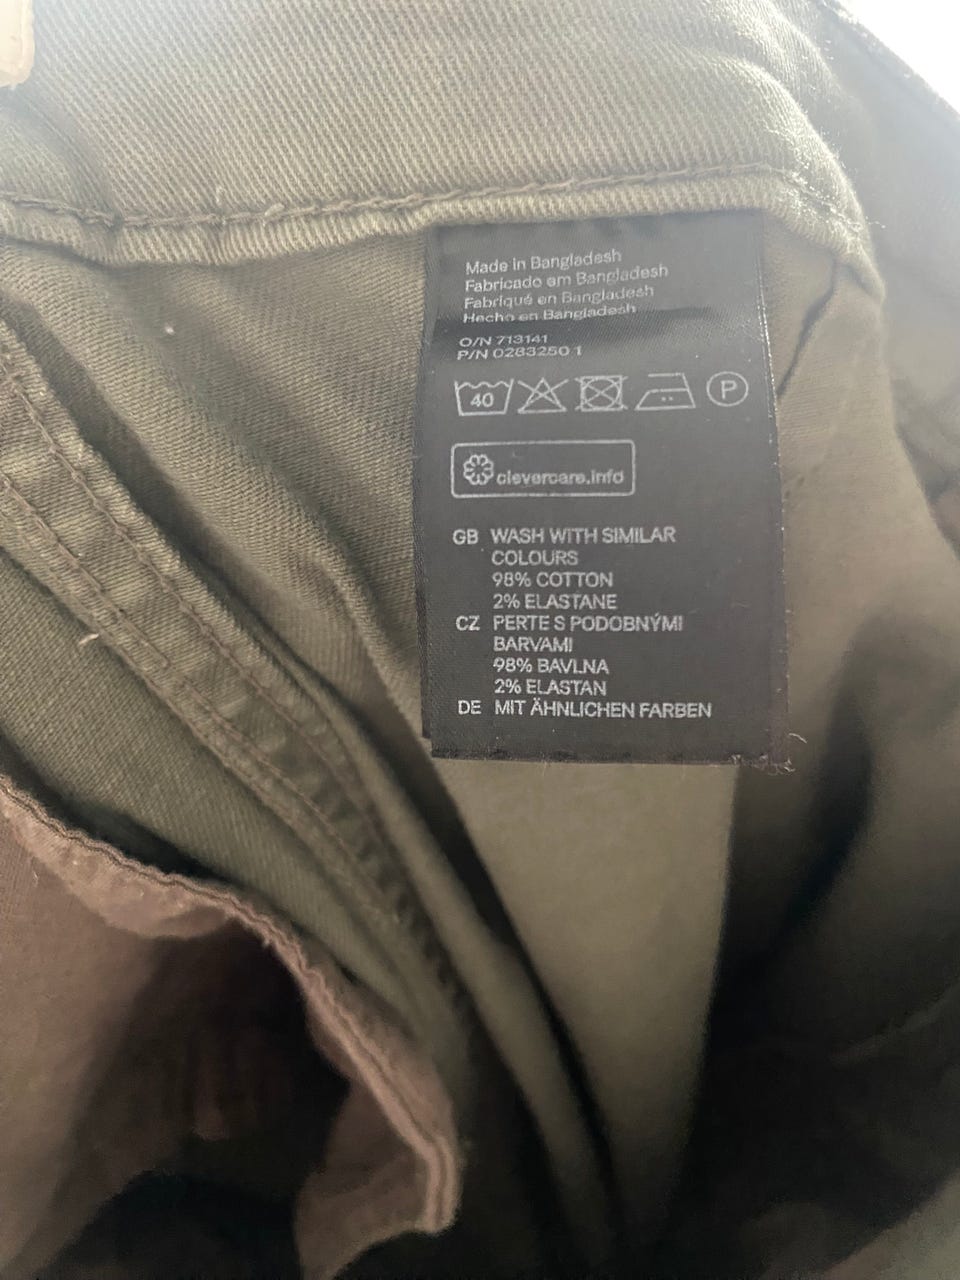 Made in Bangladesh
Fabricado em Bangladesh
Fabriqué en Bangladesh
Hecho en Bangladesh
O/N 713141
P/N 0283250 1
40 P
clevercare.info
GB WASH WITH SIMILAR
COLOURS
98% COTTON
2% ELASTANE
CZ PERTE S PODOBNÝMI
BARVAMI
98% BAVLNA
2% ELASTAN
DE MIT ÄHNLICHEN FARBEN